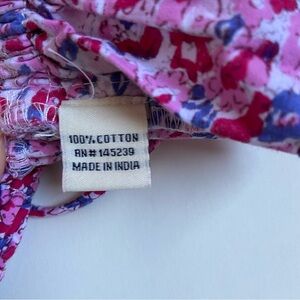 100% COTTON
RN# 145239
MADE IN INDIA